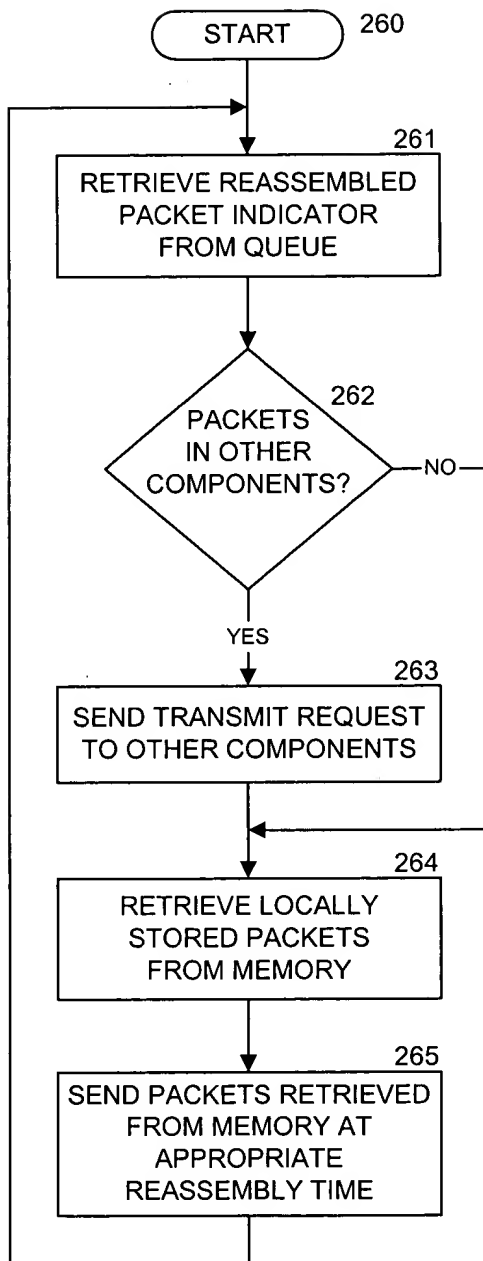 START
260
261
RETRIEVE REASSEMBLED
PACKET INDICATOR
FROM QUEUE
262
PACKETS
IN OTHER
COMPONENTS?
NO
YES
263
SEND TRANSMIT REQUEST
TO OTHER COMPONENTS
264
RETRIEVE LOCALLY
STORED PACKETS
FROM MEMORY
265
SEND PACKETS RETRIEVED
FROM MEMORY AT
APPROPRIATE
REASSEMBLY TIME